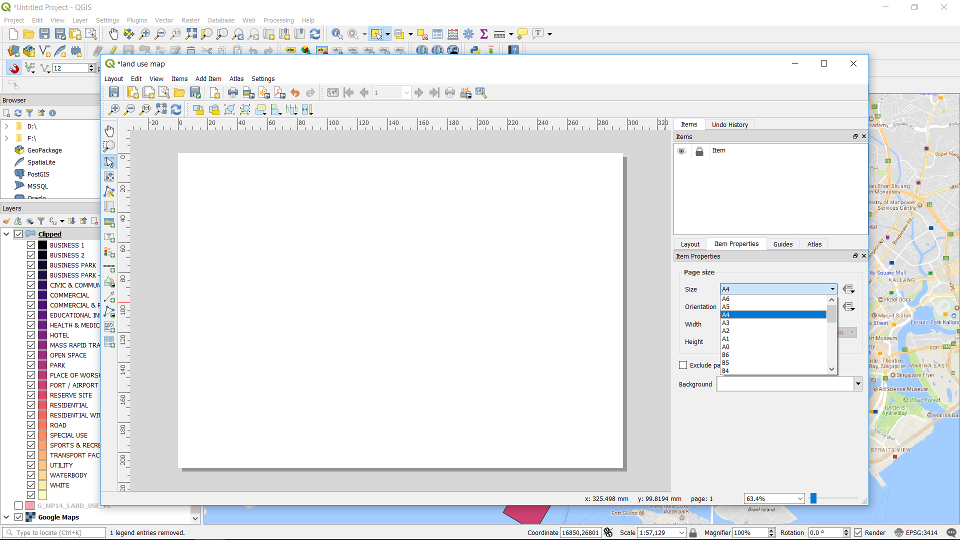 *Untitled Project - QGIS
Project Edit View Layer Settings Plugins Vector Raster Database Web Processing Help
12
*land use map
Layout Edit View Items Add Item Atlas Settings
1
Browser
D:\
F:\
GeoPackage
SpatiaLite
PostGIS
MSSQL
Oracle
Layers
Clipped
BUSINESS 1
BUSINESS 2
BUSINESS PARK
BUSINESS PARK -
CIVIC & COMMUN
COMMERCIAL
COMMERCIAL & R
EDUCATIONAL IN
HEALTH & MEDIC
HOTEL
MASS RAPID TRA
OPEN SPACE
PARK
PLACE OF WORSH
PORT / AIRPORT
RESERVE SITE
RESIDENTIAL
RESIDENTIAL WIT
ROAD
SPECIAL USE
SPORTS & RECRE
TRANSPORT FAC
UTILITY
WATERBODY
WHITE
G_MP14_LAND_USE_PL
Google Maps
-20 0 20 40 60 80 100 120 140 160 180 200 220 240 260 280 300 320
0
20
40
60
80
100
120
140
160
180
200
Items Undo History
Items
Item
Layout Item Properties Guides Atlas
Item Properties
Page size
Size A4
Orientation
Width
Height
A6
A5
A4
A3
A2
A1
A0
B6
B5
B4
Exclude pa
Background
KALLANG
MARINA EAST
x: 325.498 mm y: 99.8194 mm page: 1 63.4%
Type to locate (Ctrl+K)
1 legend entries removed.
Coordinate 16850,26801 Scale 1:57,129 Magnifier 100% Rotation 0.0 ° Render EPSG:3414